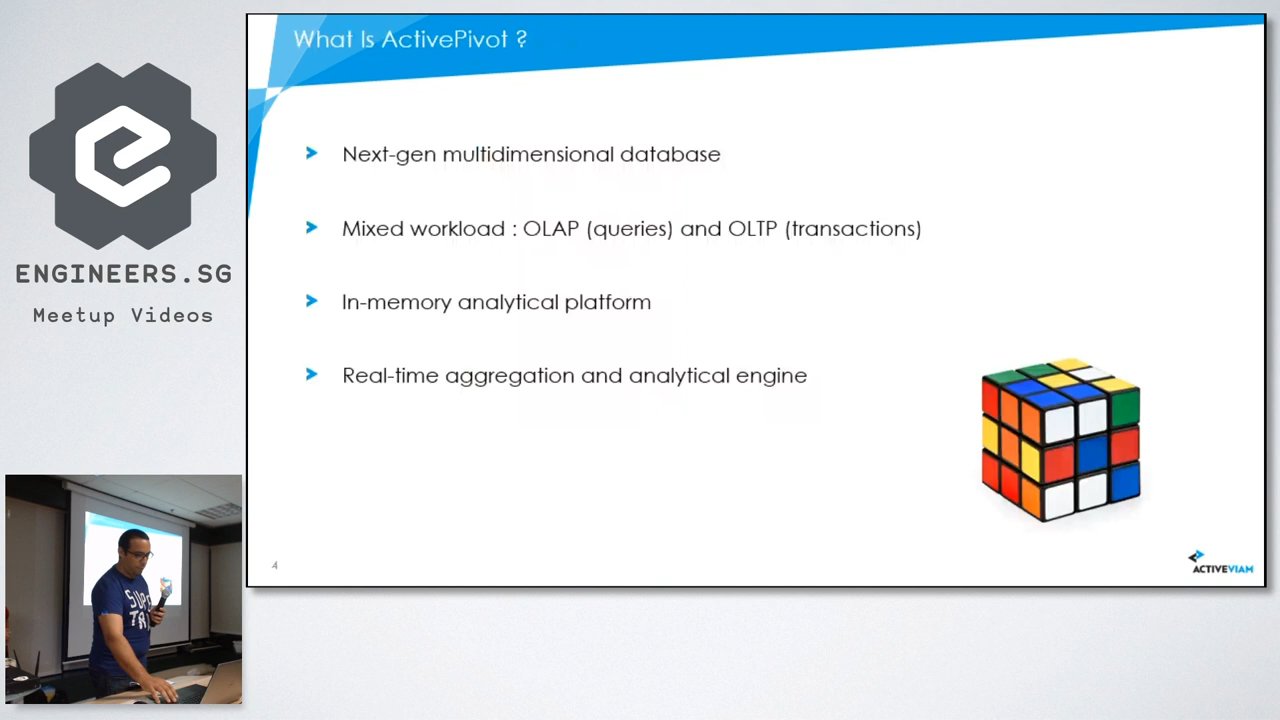 What Is ActivePivot ?
Next-gen multidimensional database
Mixed workload : OLAP (queries) and OLTP (transactions)
In-memory analytical platform
Real-time aggregation and analytical engine
4
ACTIVEVIAM
ENGINEERS.SG
Meetup Videos